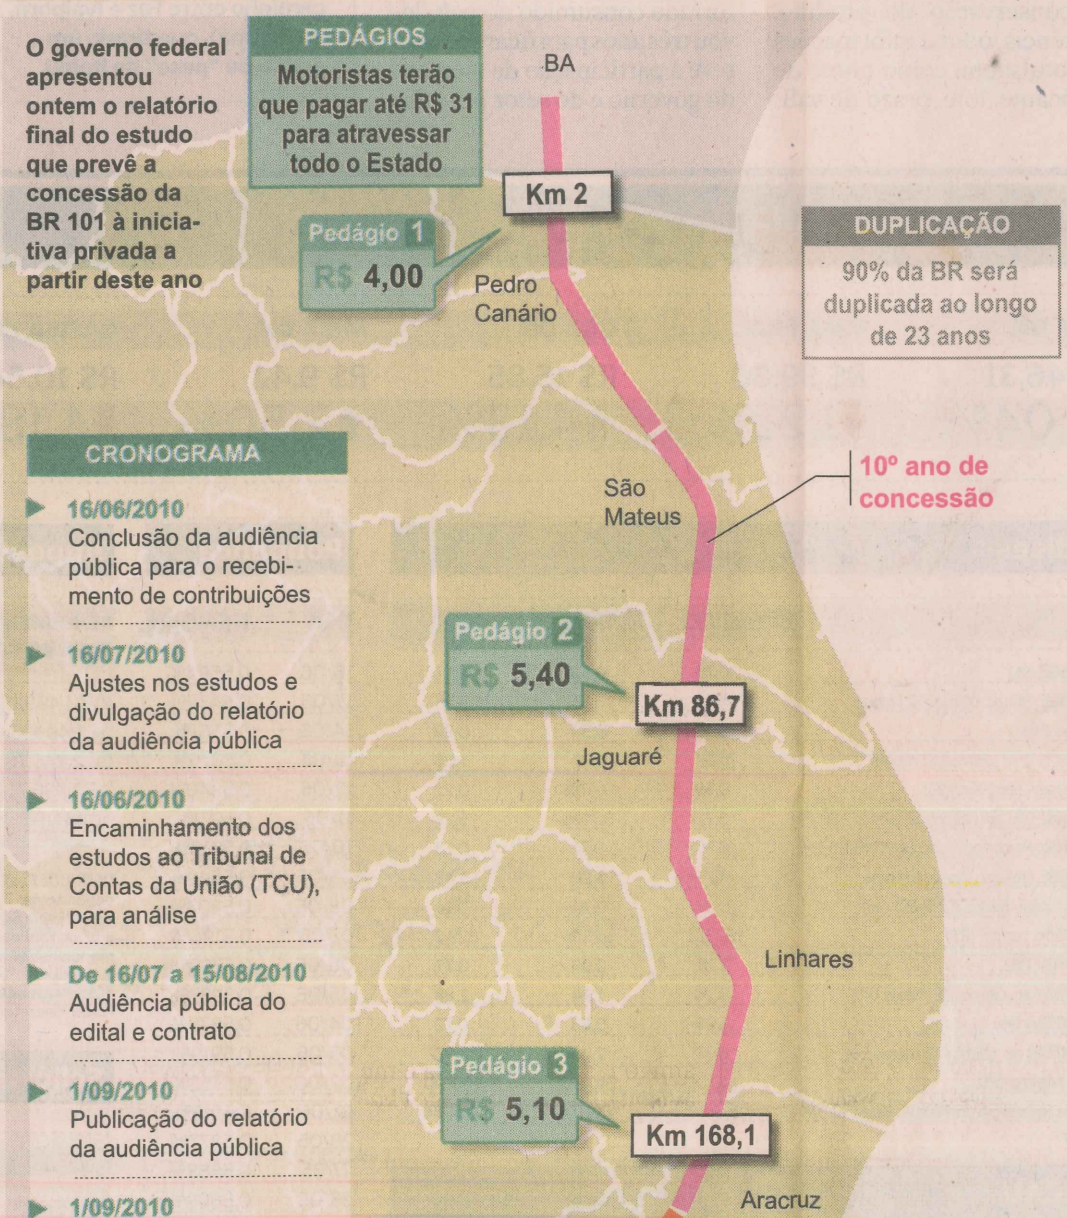 O governo federal
apresentou
ontem o relatório
final do estudo
que prevê a
concessão da
BR 101 à inicia-
tiva privada a
partir deste ano
PEDÁGIOS
Motoristas terão
que pagar até R$ 31
para atravessar
todo o Estado
BA
Km 2
Pedágio 1
R$ 4,00
Pedro
Canário
DUPLICAÇÃO
90% da BR será
duplicada ao longo
de 23 anos
10º ano de
concessão
São
Mateus
Pedágio 2
R$ 5,40
Km 86,7
Jaguaré
Linhares
Pedágio 3
R$ 5,10
Km 168,1
Aracruz
CRONOGRAMA
16/06/2010
Conclusão da audiência
pública para o recebi-
mento de contribuições
16/07/2010
Ajustes nos estudos e
divulgação do relatório
da audiência pública
16/06/2010
Encaminhamento dos
estudos ao Tribunal de
Contas da União (TCU),
para análise
De 16/07 a 15/08/2010
Audiência pública do
edital e contrato
1/09/2010
Publicação do relatório
da audiência pública
1/09/2010